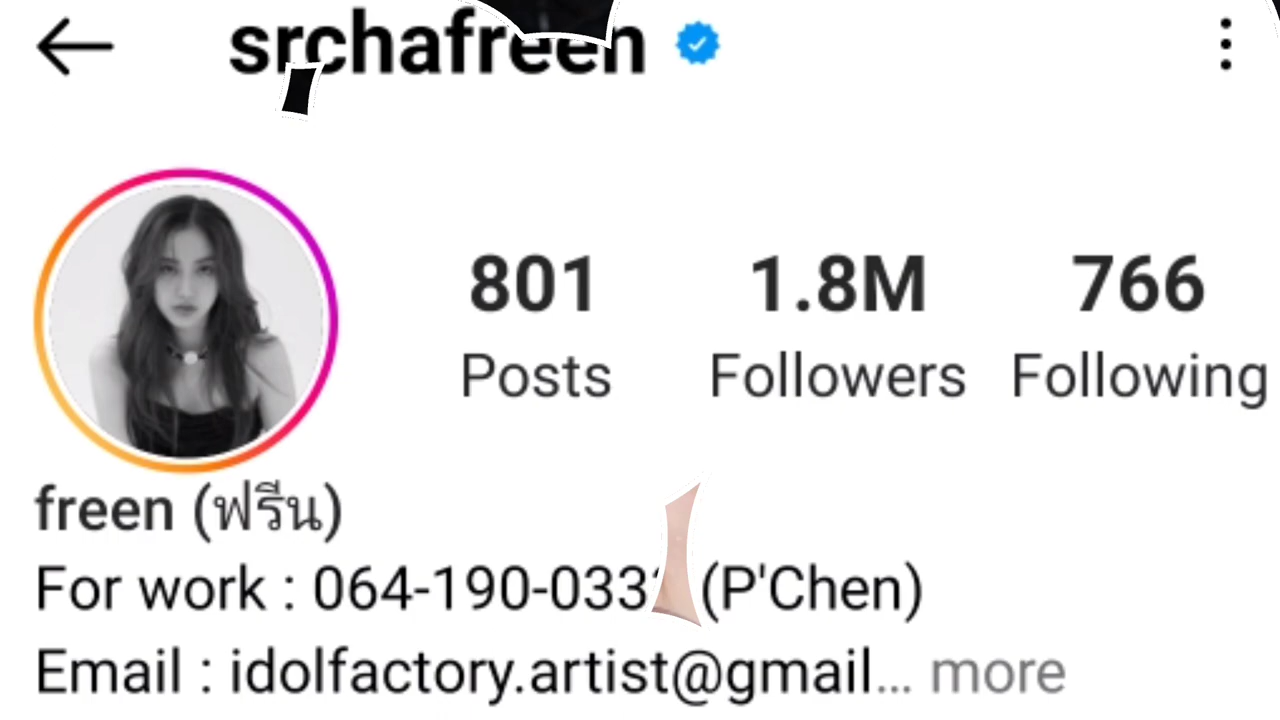 srchafreen
801 1.8M 766
Posts Followers Following
freen (ฟรีน)
For work : 064-190-033 (P'Chen)
Email : idolfactory.artist@gmail... more